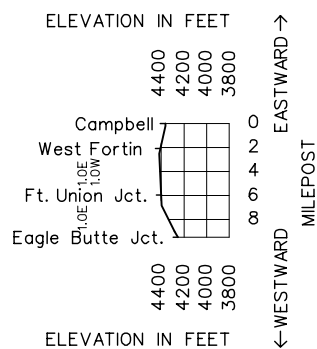 ELEVATION IN FEET
4400
4200
4000
3800
EASTWARD→
Campbell
0
West Fortin
2
1.0E
1.0W
4
Ft. Union Jct.
6
1.0E
8
Eagle Butte Jct.
MILEPOST
←WESTWARD
4400
4200
4000
3800
ELEVATION IN FEET